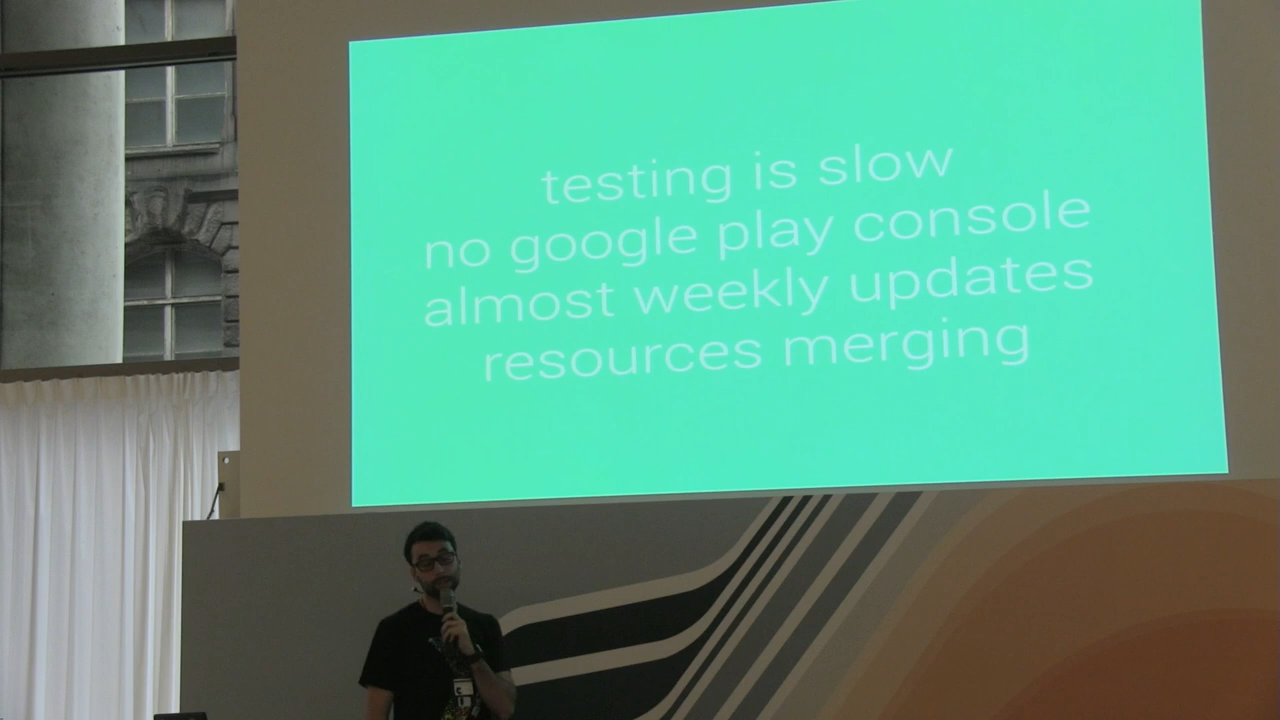 testing is slow
no google play console
almost weekly updates
resources merging